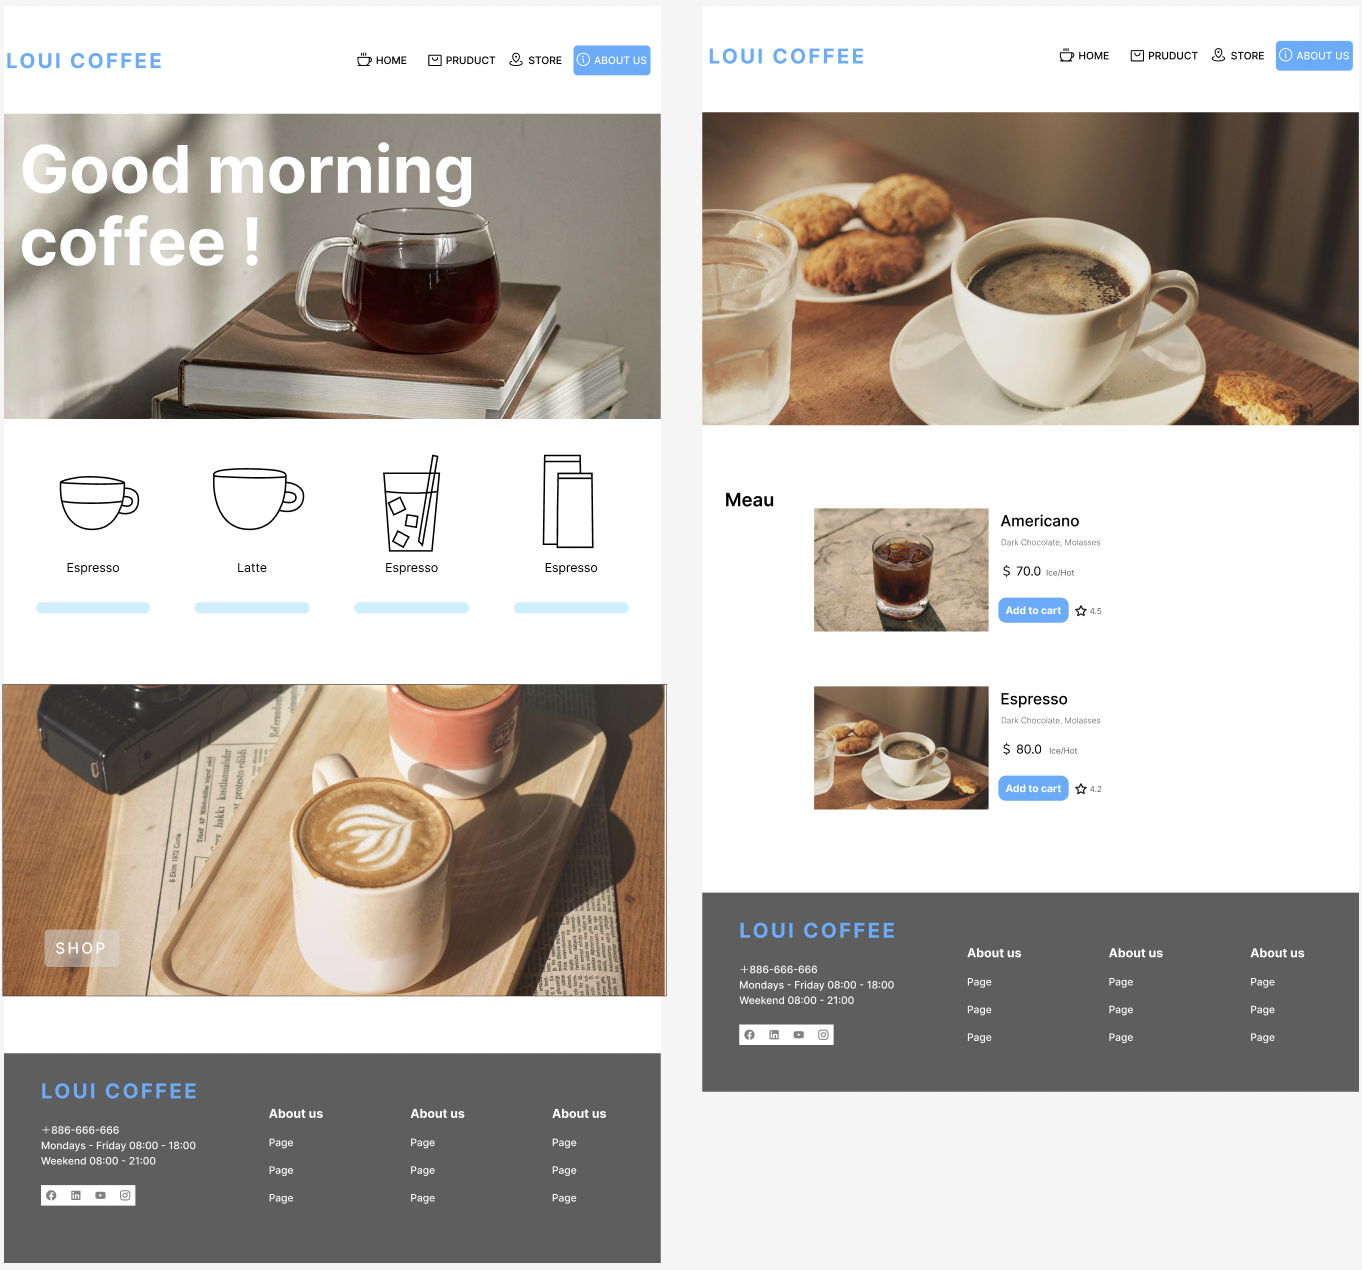 LOUI COFFEE
HOME
PRUDUCT
STORE
ABOUT US
Good morning
coffee !
Espresso
Latte
Espresso
Espresso
SHOP
LOUI COFFEE
+886-666-666
Mondays - Friday 08:00 - 18:00
Weekend 08:00 - 21:00
About us
Page
Page
Page
About us
Page
Page
Page
About us
Page
Page
Page
LOUI COFFEE
HOME
PRUDUCT
STORE
ABOUT US
Meau
Americano
Dark Chocolate, Molasses
$ 70.0 Ice/Hot
Add to cart
4.5
Espresso
Dark Chocolate, Molasses
$ 80.0 Ice/Hot
Add to cart
4.2
LOUI COFFEE
+886-666-666
Mondays - Friday 08:00 - 18:00
Weekend 08:00 - 21:00
About us
Page
Page
Page
About us
Page
Page
Page
About us
Page
Page
Page